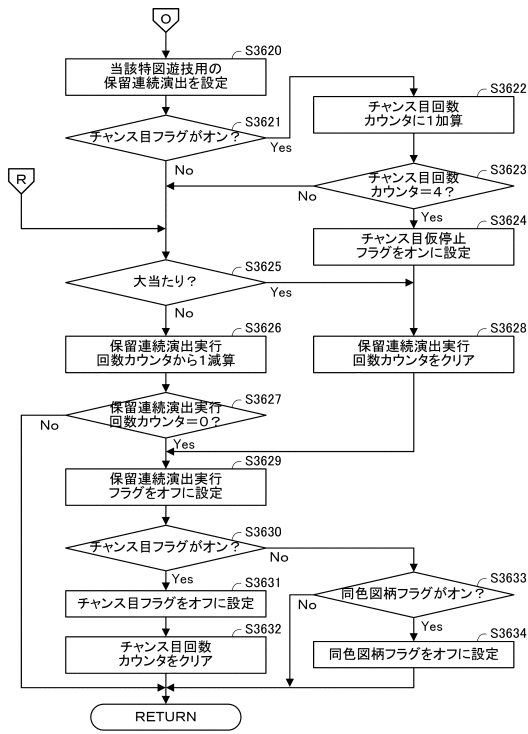 O
S3620
当該特図遊技用の
保留連続演出を設定
S3621
チャンス目フラグがオン？
Yes
No
S3622
チャンス目回数
カウンタに1加算
S3623
チャンス目回数
カウンタ=4？
No
Yes
R
S3624
チャンス目仮停止
フラグをオンに設定
S3625
大当たり？
Yes
No
S3626
保留連続演出実行
回数カウンタから1減算
S3628
保留連続演出実行
回数カウンタをクリア
S3627
保留連続演出実行
回数カウンタ=0？
No
Yes
S3629
保留連続演出実行
フラグをオフに設定
S3630
チャンス目フラグがオン？
No
Yes
S3631
チャンス目フラグをオフに設定
S3633
同色図柄フラグがオン？
No
Yes
S3632
チャンス目回数
カウンタをクリア
S3634
同色図柄フラグをオフに設定
RETURN